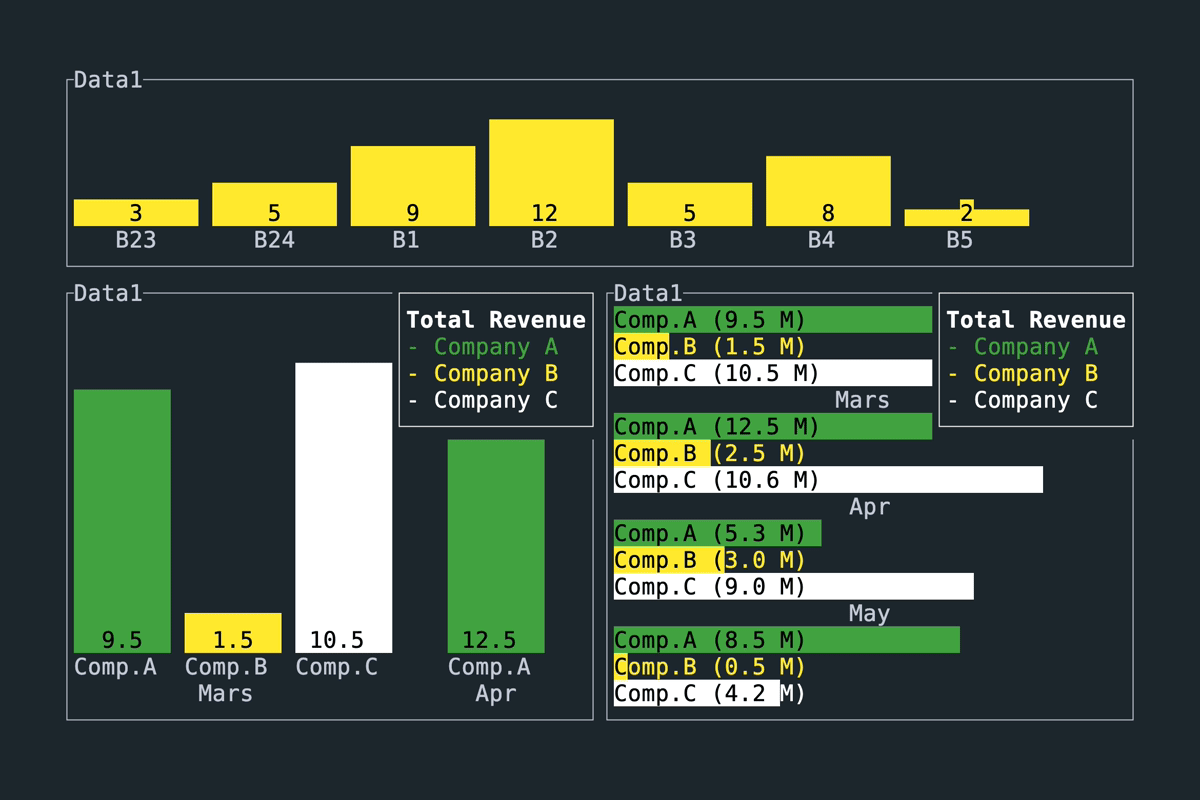 Data1
3 5 9 12 5 8 2
B23 B24 B1 B2 B3 B4 B5
Data1
Total Revenue
- Company A
- Company B
- Company C
9.5 1.5 10.5 12.5
Comp.A Comp.B Comp.C Comp.A
Mars Apr
Data1
Comp.A (9.5 M)
Comp.B (1.5 M)
Comp.C (10.5 M)
Mars
Comp.A (12.5 M)
Comp.B (2.5 M)
Comp.C (10.6 M)
Apr
Comp.A (5.3 M)
Comp.B (3.0 M)
Comp.C (9.0 M)
May
Comp.A (8.5 M)
Comp.B (0.5 M)
Comp.C (4.2 M)
Total Revenue
- Company A
- Company B
- Company C